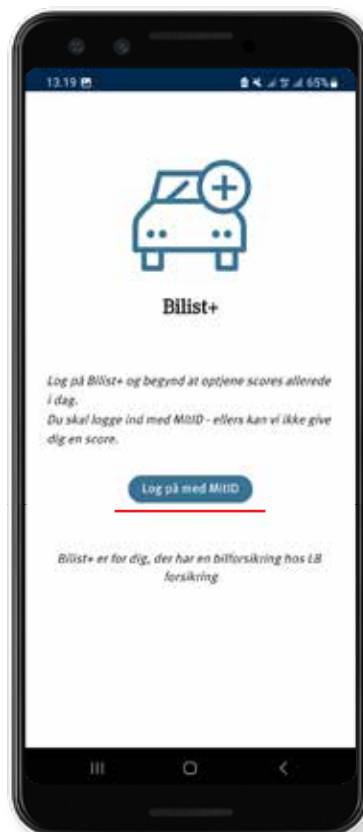 13.19
65%
Bilist+
Log på Bilist+ og begynd at optjene scores allerede
i dag.
Du skal logge ind med MitID - ellers kan vi ikke give
dig en score.
Log på med MitID
Bilist+ er for dig, der har en bilforsikring hos LB
forsikring